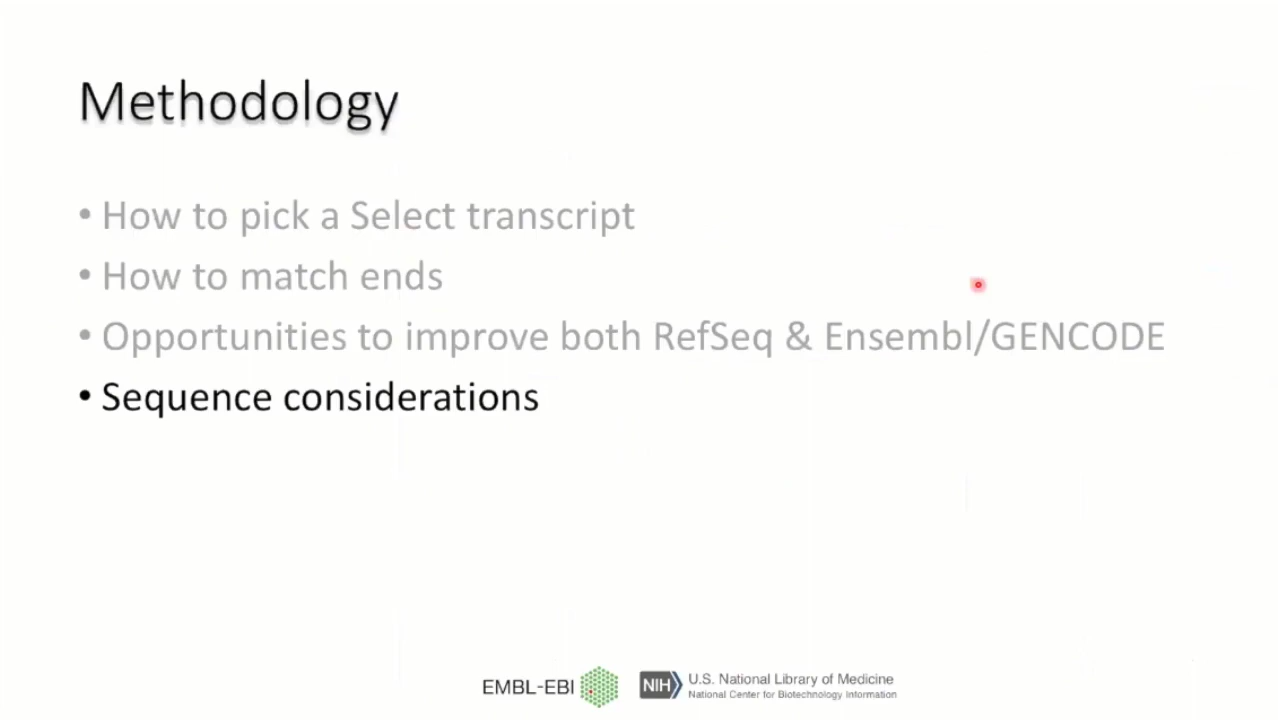 Methodology
• How to pick a Select transcript
• How to match ends
• Opportunities to improve both RefSeq & Ensembl/GENCODE
• Sequence considerations
EMBL-EBI
NIH
U.S. National Library of Medicine
National Center for Biotechnology Information